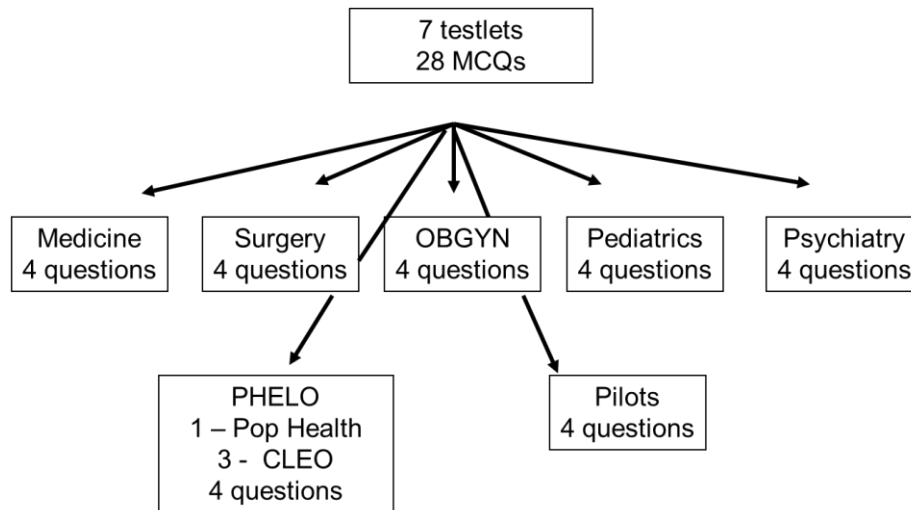 7 testlets
28 MCQs
Medicine
4 questions
Surgery
4 questions
OBGYN
4 questions
Pediatrics
4 questions
Psychiatry
4 questions
PHELO
1 – Pop Health
3 - CLEO
4 questions
Pilots
4 questions